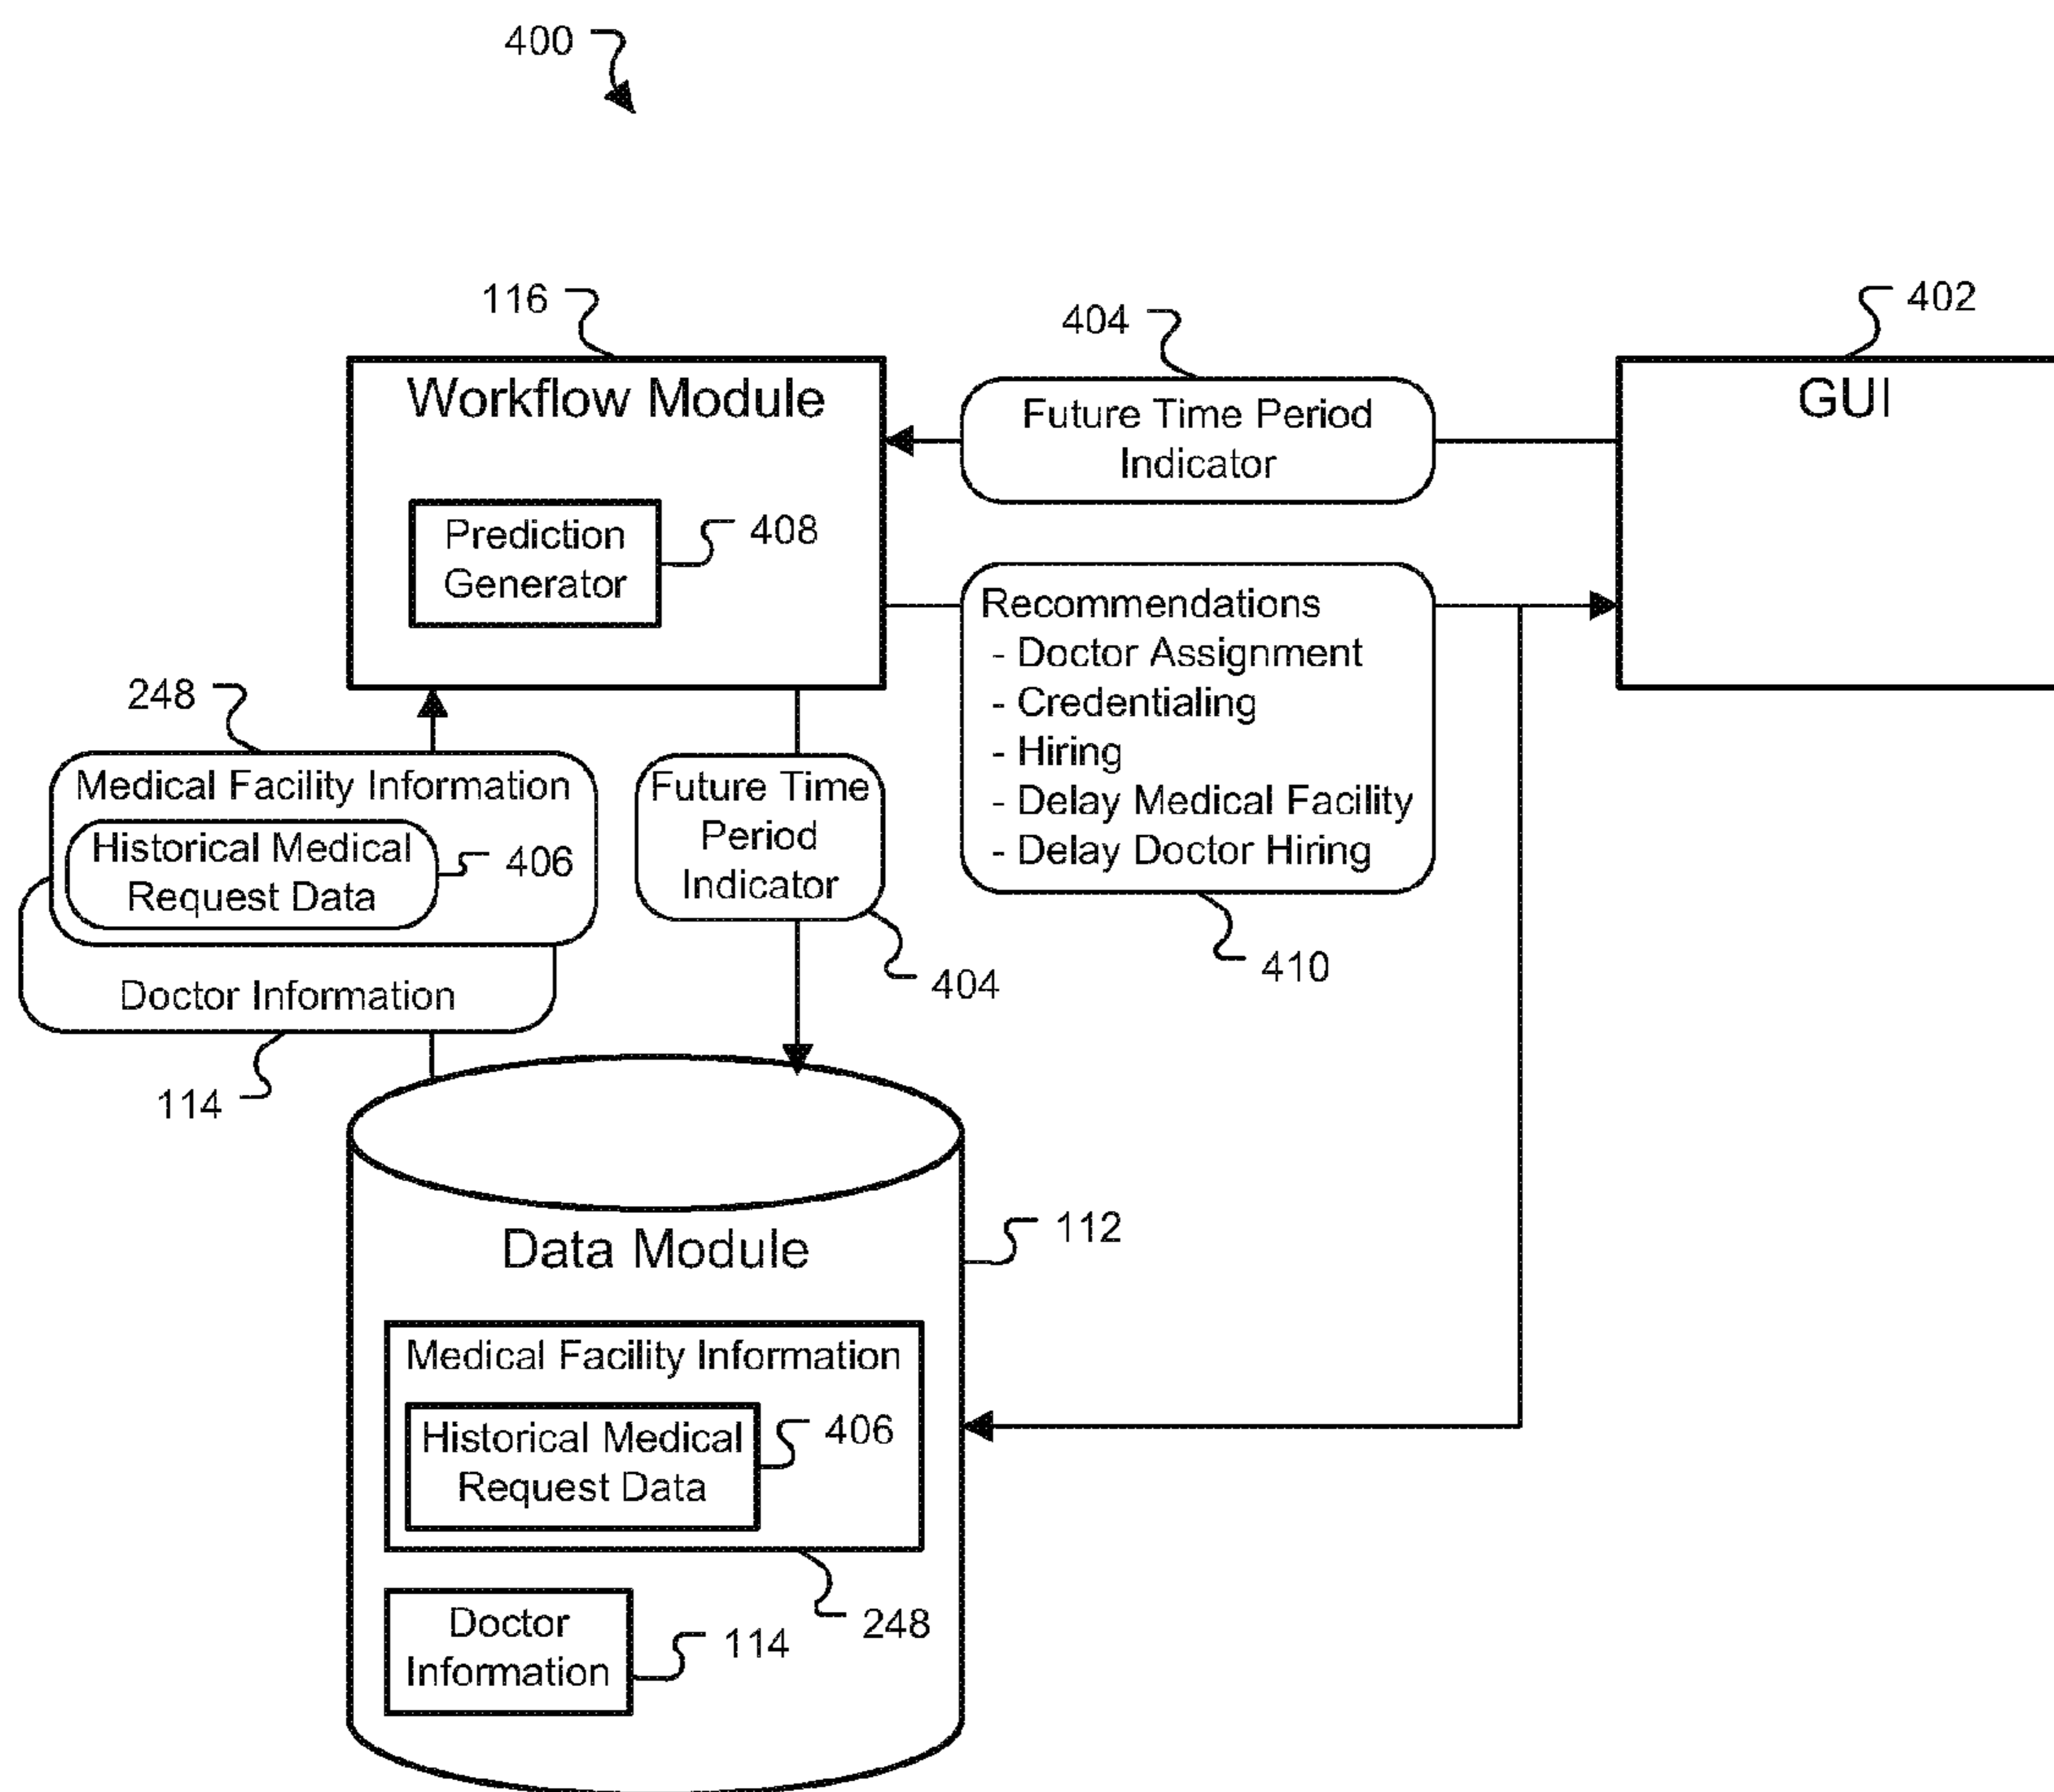 400
116
404
402
Workflow Module
Future Time Period
Indicator
GUI
Prediction
Generator
408
Recommendations
- Doctor Assignment
- Credentialing
- Hiring
- Delay Medical Facility
- Delay Doctor Hiring
410
248
Medical Facility Information
Historical Medical
Request Data
406
Doctor Information
114
Future Time
Period
Indicator
404
Data Module
112
Medical Facility Information
Historical Medical
Request Data
406
248
Doctor
Information
114